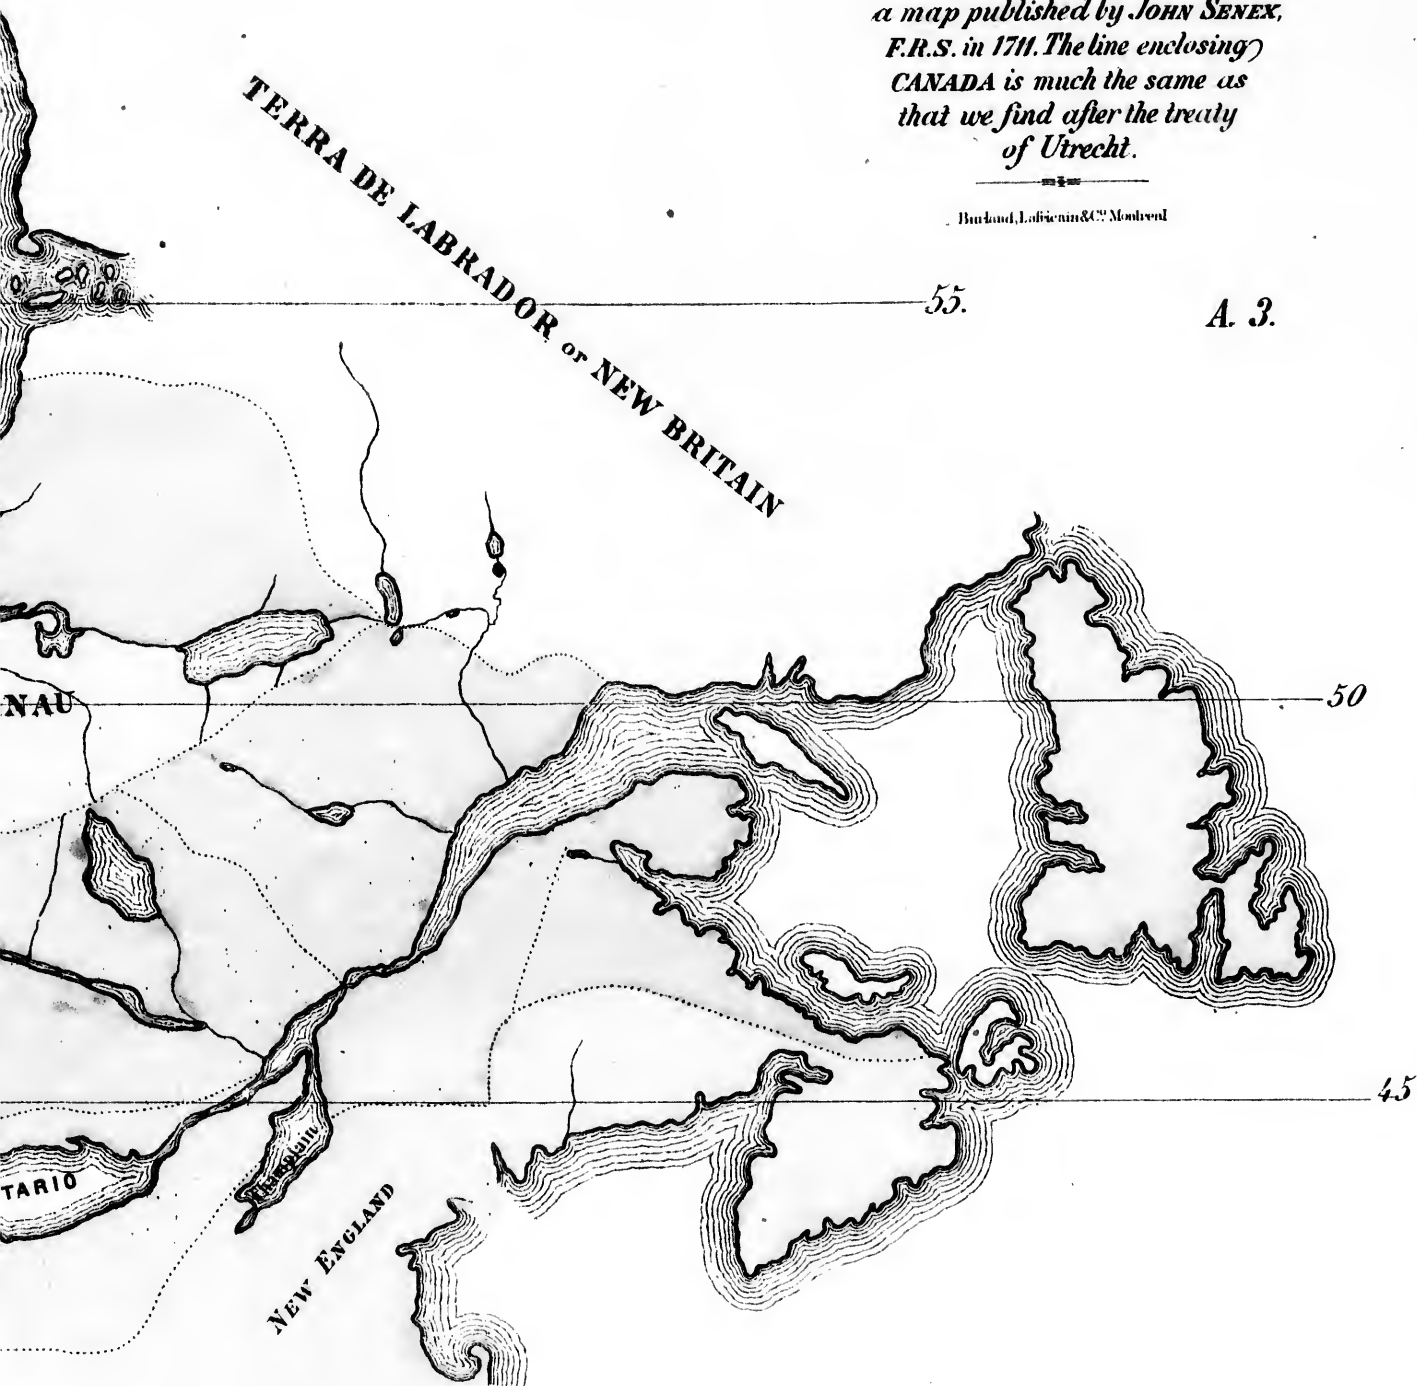 a map published by JOHN SENEX,
F.R.S. in 1711. The line enclosing
CANADA is much the same as
that we find after the treaty
of Utrecht.
Burland, Lafricain & Co. Montreal
TERRA DE LABRADOR or NEW BRITAIN
55.
A. 3.
NAU
50
45
Champlain
TARIO
NEW ENGLAND